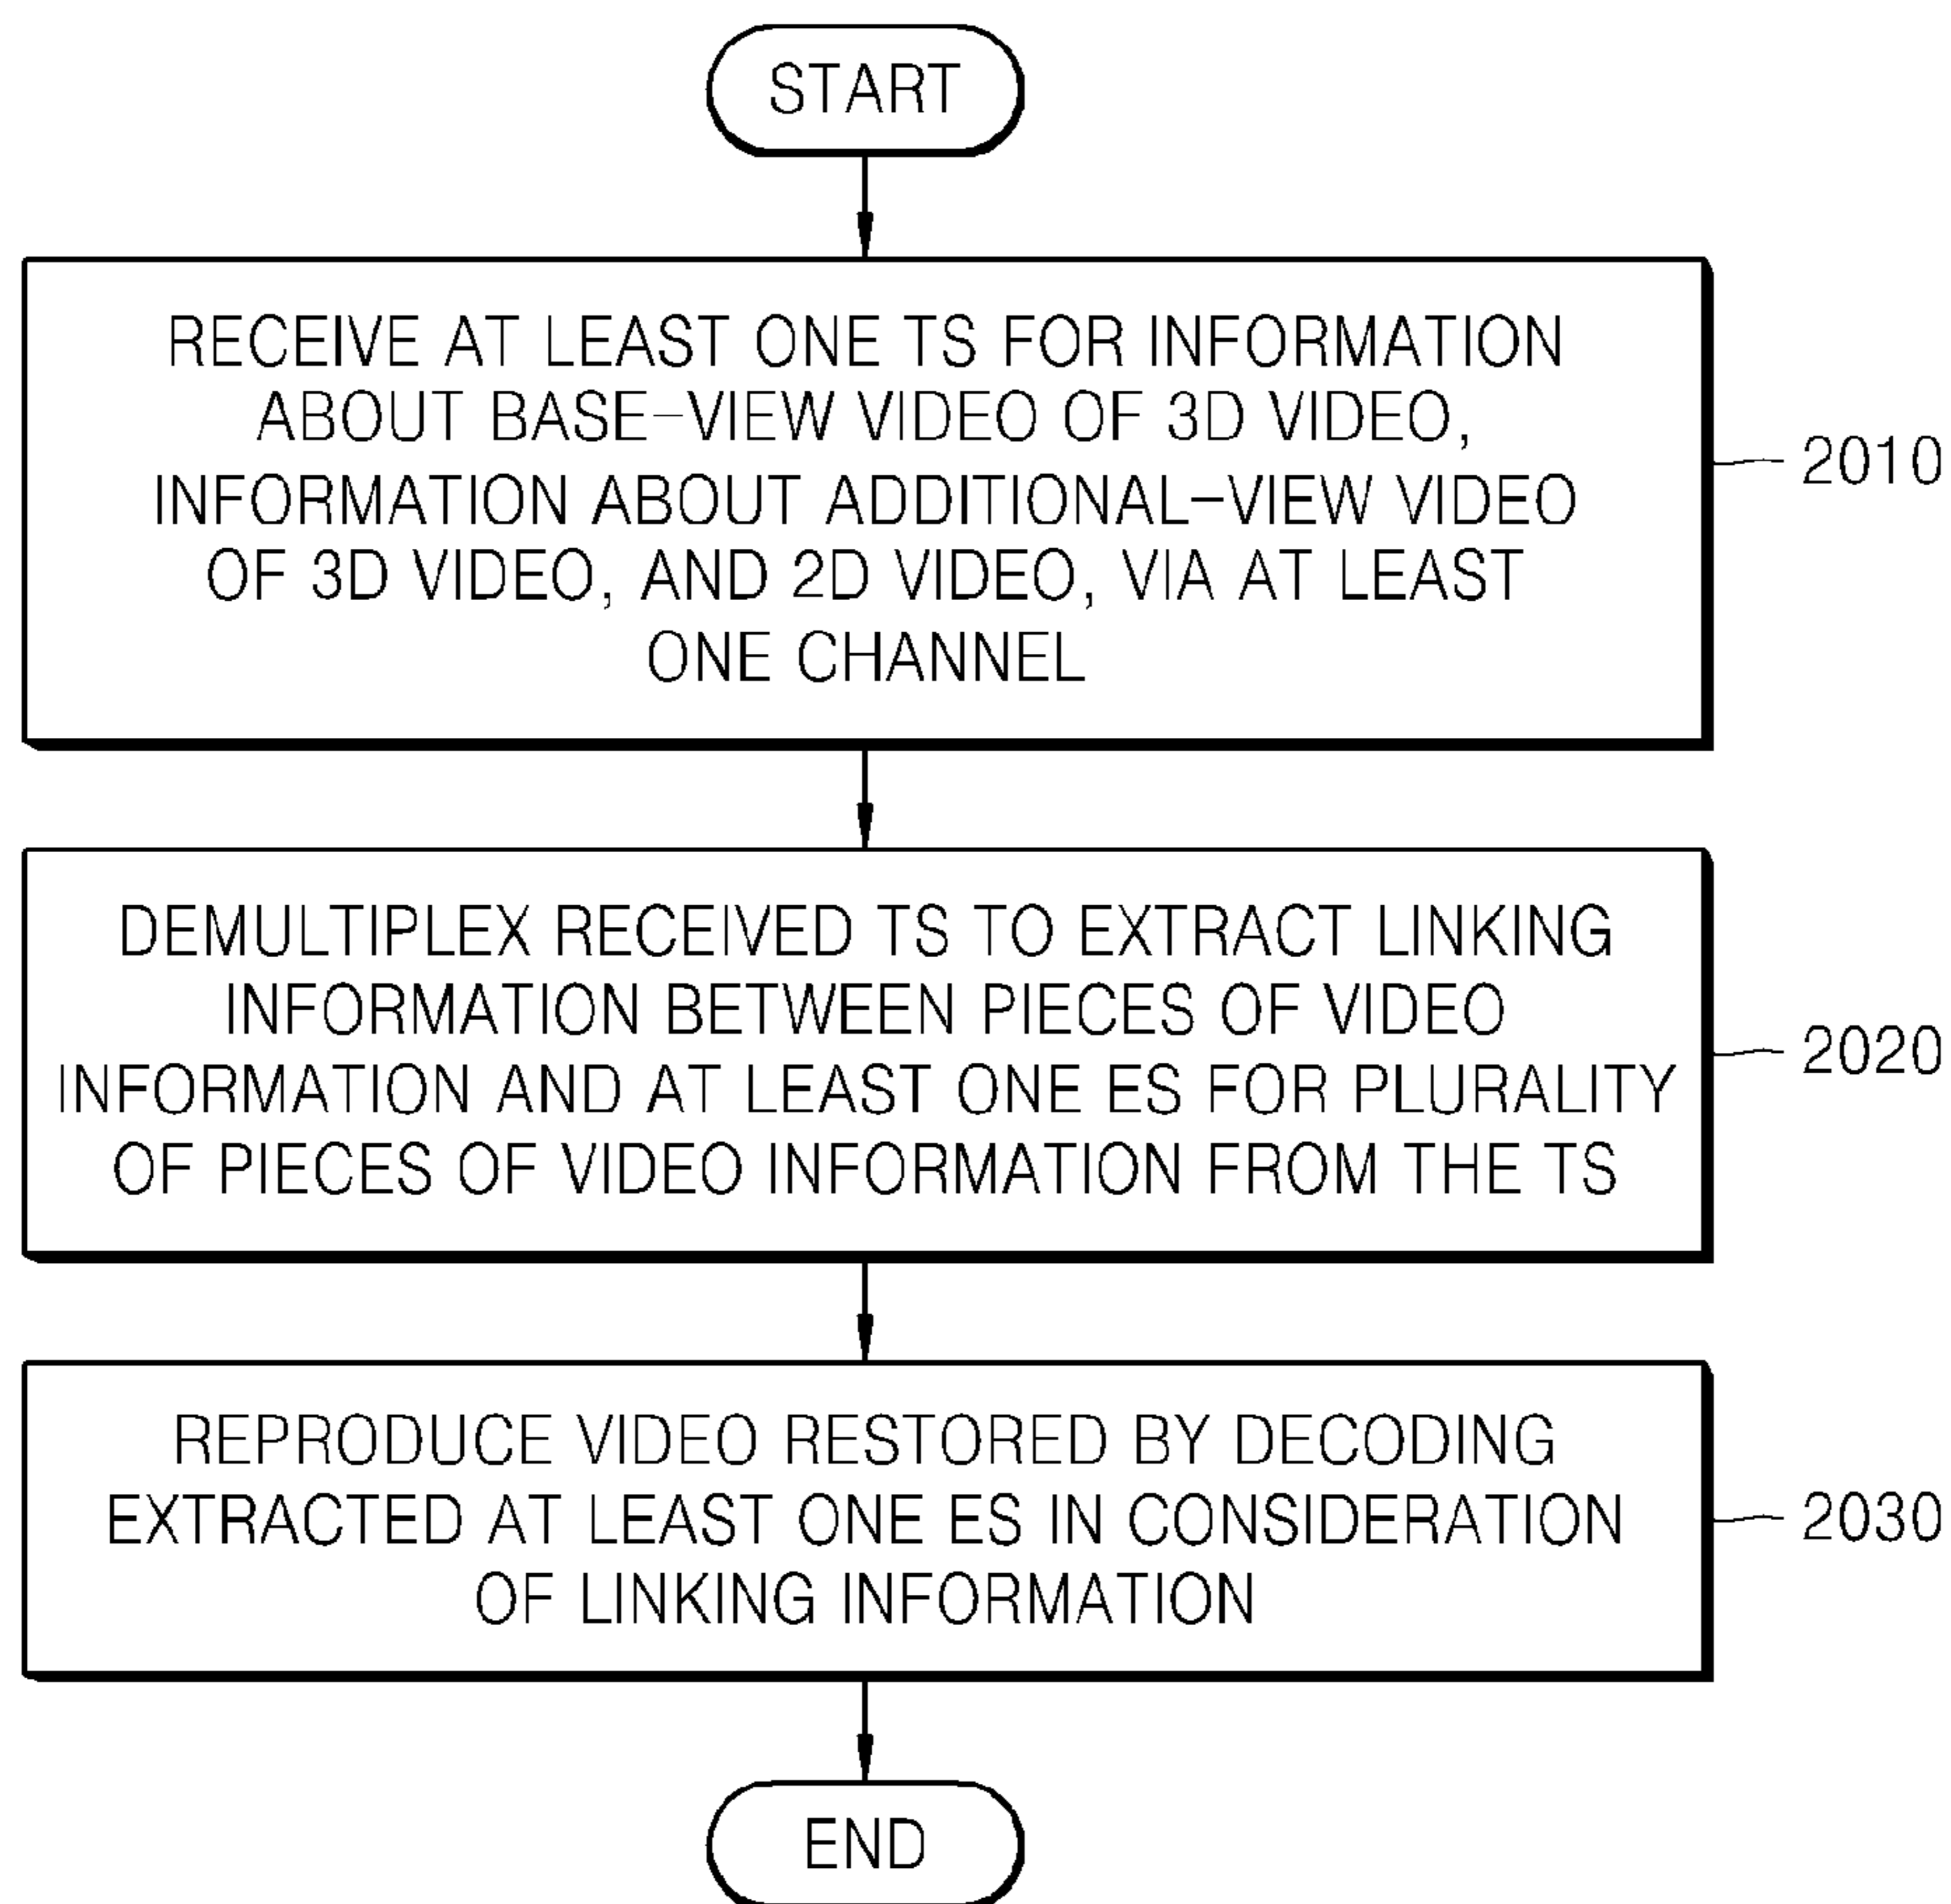 START
RECEIVE AT LEAST ONE TS FOR INFORMATION
ABOUT BASE-VIEW VIDEO OF 3D VIDEO,
INFORMATION ABOUT ADDITIONAL-VIEW VIDEO
OF 3D VIDEO, AND 2D VIDEO, VIA AT LEAST
ONE CHANNEL
2010
DEMULTIPLEX RECEIVED TS TO EXTRACT LINKING
INFORMATION BETWEEN PIECES OF VIDEO
INFORMATION AND AT LEAST ONE ES FOR PLURALITY
OF PIECES OF VIDEO INFORMATION FROM THE TS
2020
REPRODUCE VIDEO RESTORED BY DECODING
EXTRACTED AT LEAST ONE ES IN CONSIDERATION
OF LINKING INFORMATION
2030
END